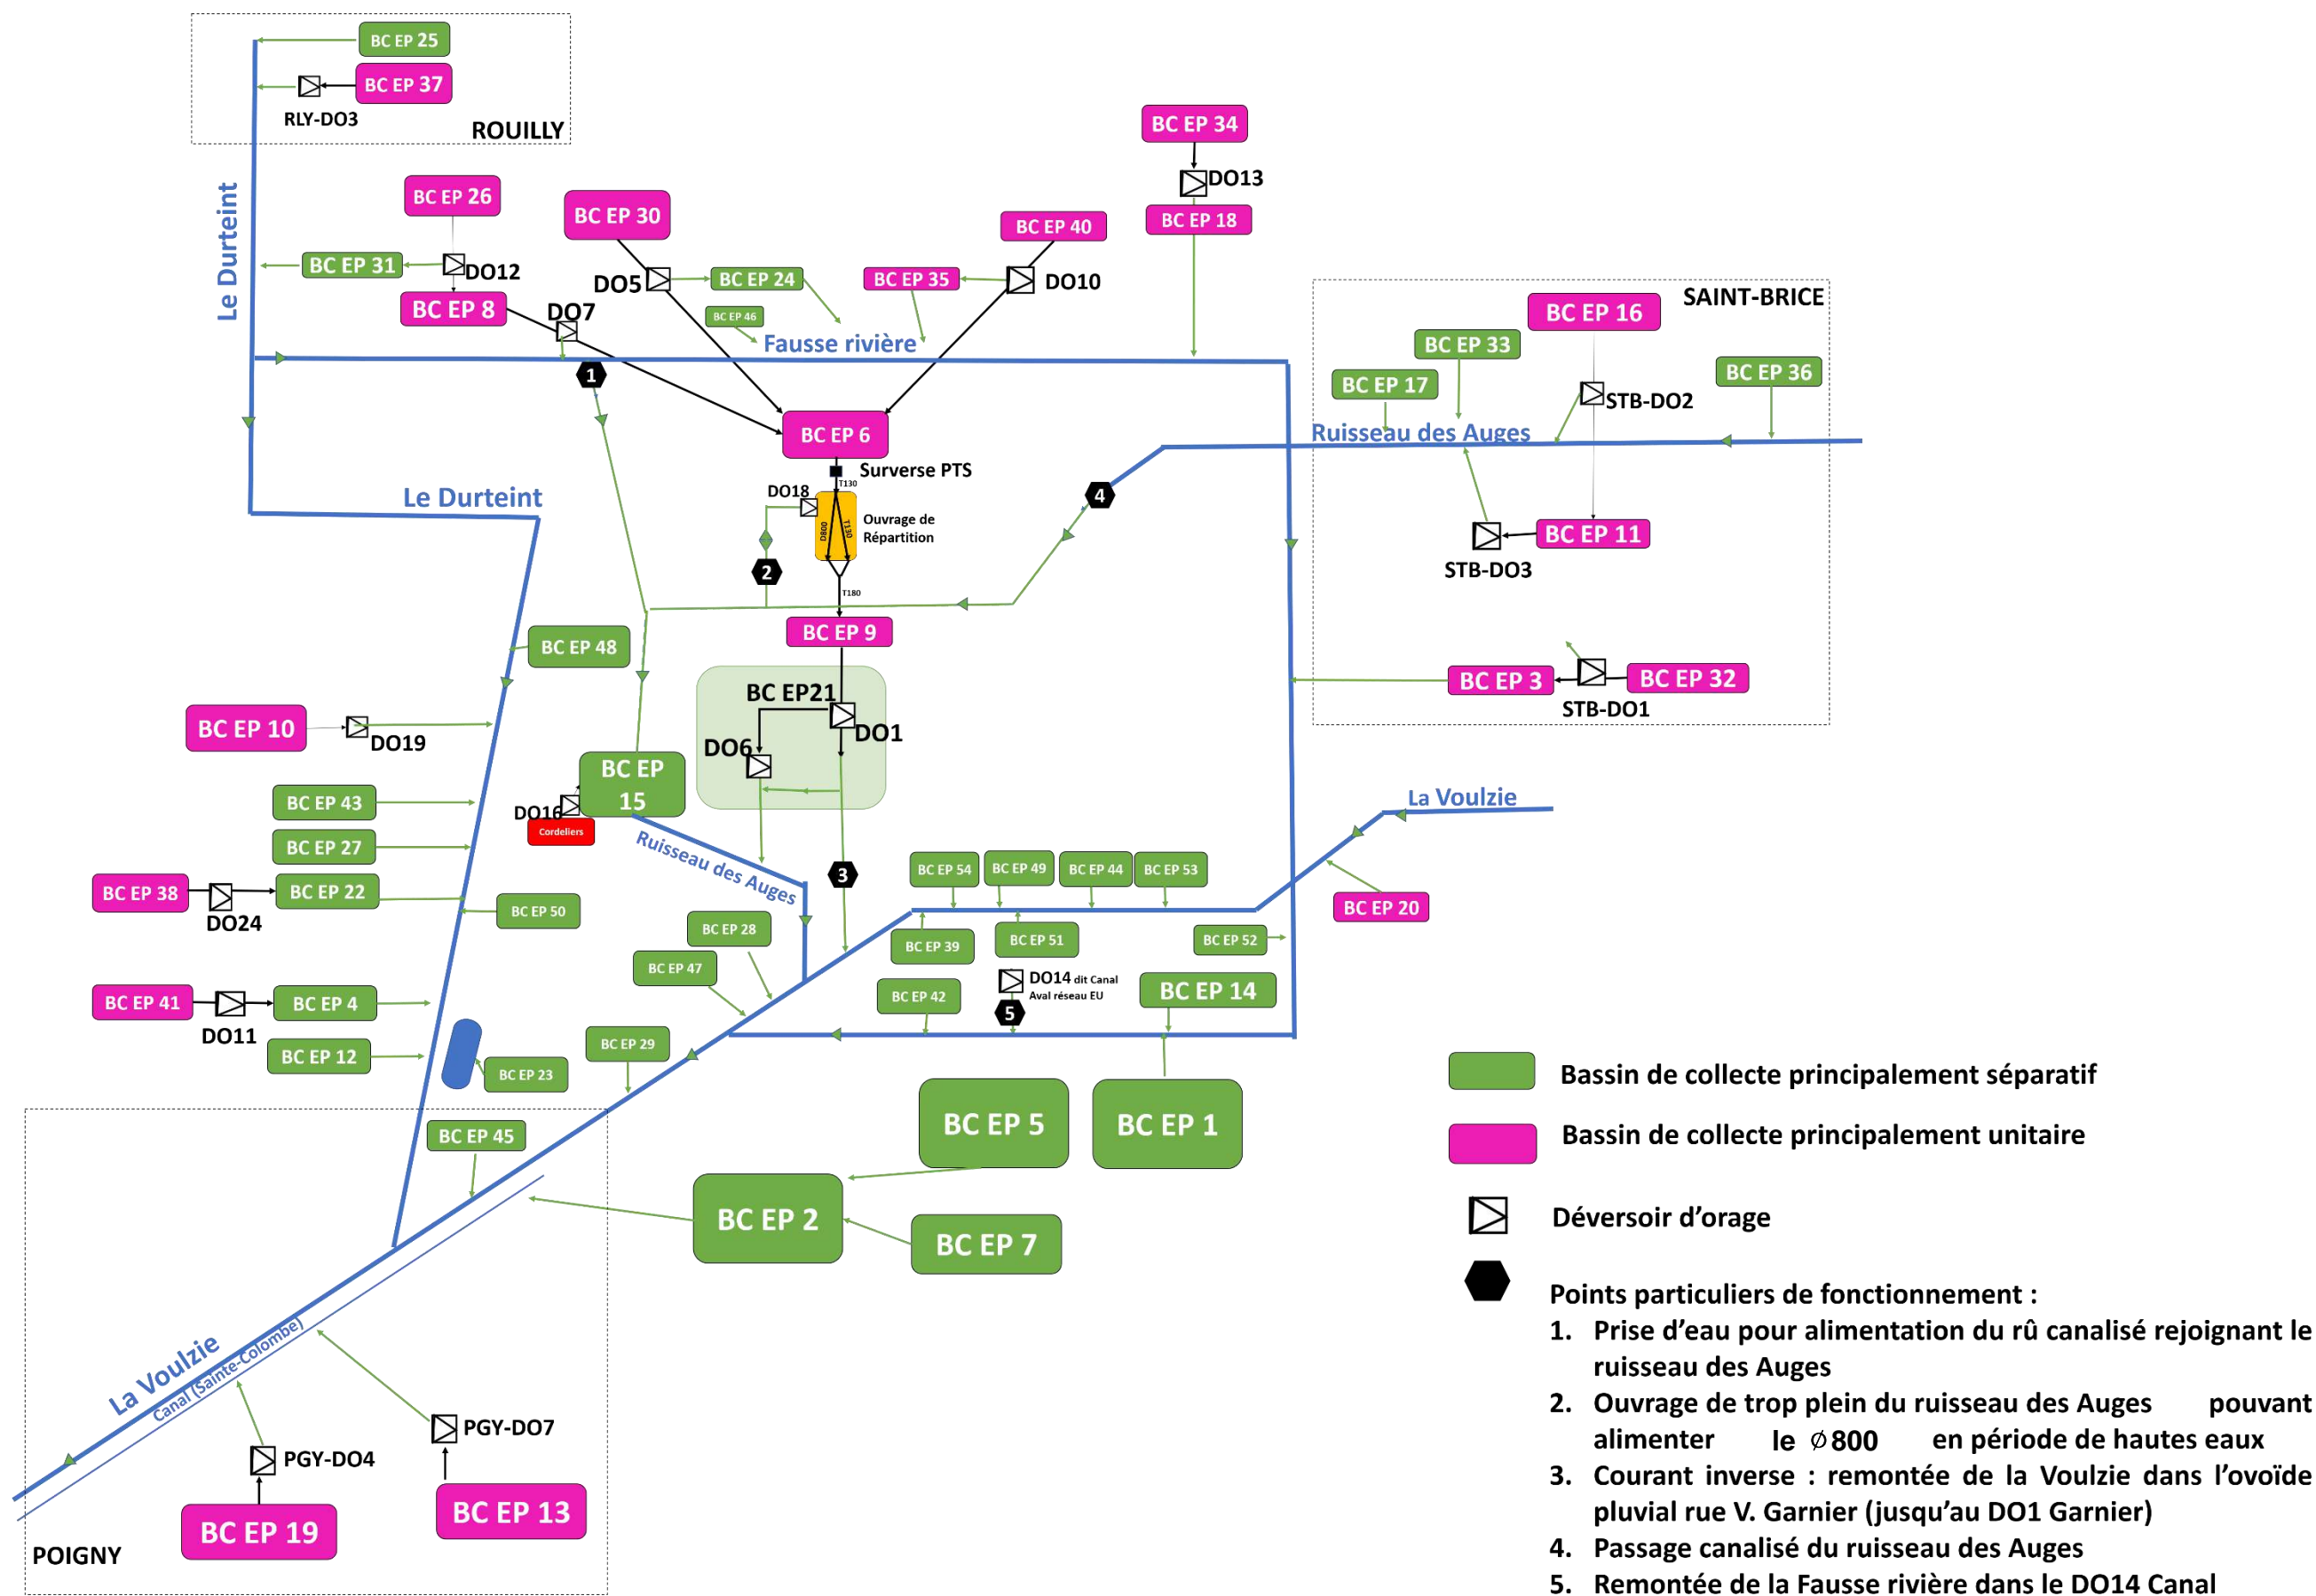 BC EP 25
BC EP 37
RLY-DO3
ROUILLY
BC EP 34
DO13
BC EP 18
Le Durteint
BC EP 26
BC EP 30
BC EP 40
BC EP 31
DO12
DO5
BC EP 24
BC EP 35
DO10
BC EP 8
DO7
BC EP 46
Fausse rivière
SAINT-BRICE
BC EP 16
BC EP 33
BC EP 17
BC EP 36
STB-DO2
Ruisseau des Auges
1
BC EP 6
Surverse PTS
T130
DO18
D800
T130
Ouvrage de
Répartition
4
Le Durteint
2
T180
BC EP 11
STB-DO3
BC EP 9
BC EP 48
BC EP 3
BC EP 32
STB-DO1
BC EP21
BC EP 10
DO19
DO1
DO6
BC EP
15
DO16
Cordeliers
BC EP 43
BC EP 27
BC EP 38
BC EP 22
DO24
BC EP 50
Ruisseau des Auges
3
La Voulzie
BC EP 54
BC EP 49
BC EP 44
BC EP 53
BC EP 20
BC EP 28
BC EP 39
BC EP 51
BC EP 52
BC EP 47
DO14 dit Canal
Aval réseau EU
BC EP 42
5
BC EP 14
BC EP 41
BC EP 4
DO11
BC EP 12
BC EP 29
BC EP 23
BC EP 45
BC EP 5
BC EP 1
BC EP 2
BC EP 7
La Voulzie
Canal (Sainte-Colombe)
PGY-DO7
PGY-DO4
BC EP 13
BC EP 19
POIGNY
Bassin de collecte principalement séparatif
Bassin de collecte principalement unitaire
Déversoir d’orage
Points particuliers de fonctionnement :
1. Prise d’eau pour alimentation du rû canalisé rejoignant le
ruisseau des Auges
2. Ouvrage de trop plein du ruisseau des Auges pouvant
alimenter le ∅800 en période de hautes eaux
3. Courant inverse : remontée de la Voulzie dans l’ovoïde
pluvial rue V. Garnier (jusqu’au DO1 Garnier)
4. Passage canalisé du ruisseau des Auges
5. Remontée de la Fausse rivière dans le DO14 Canal